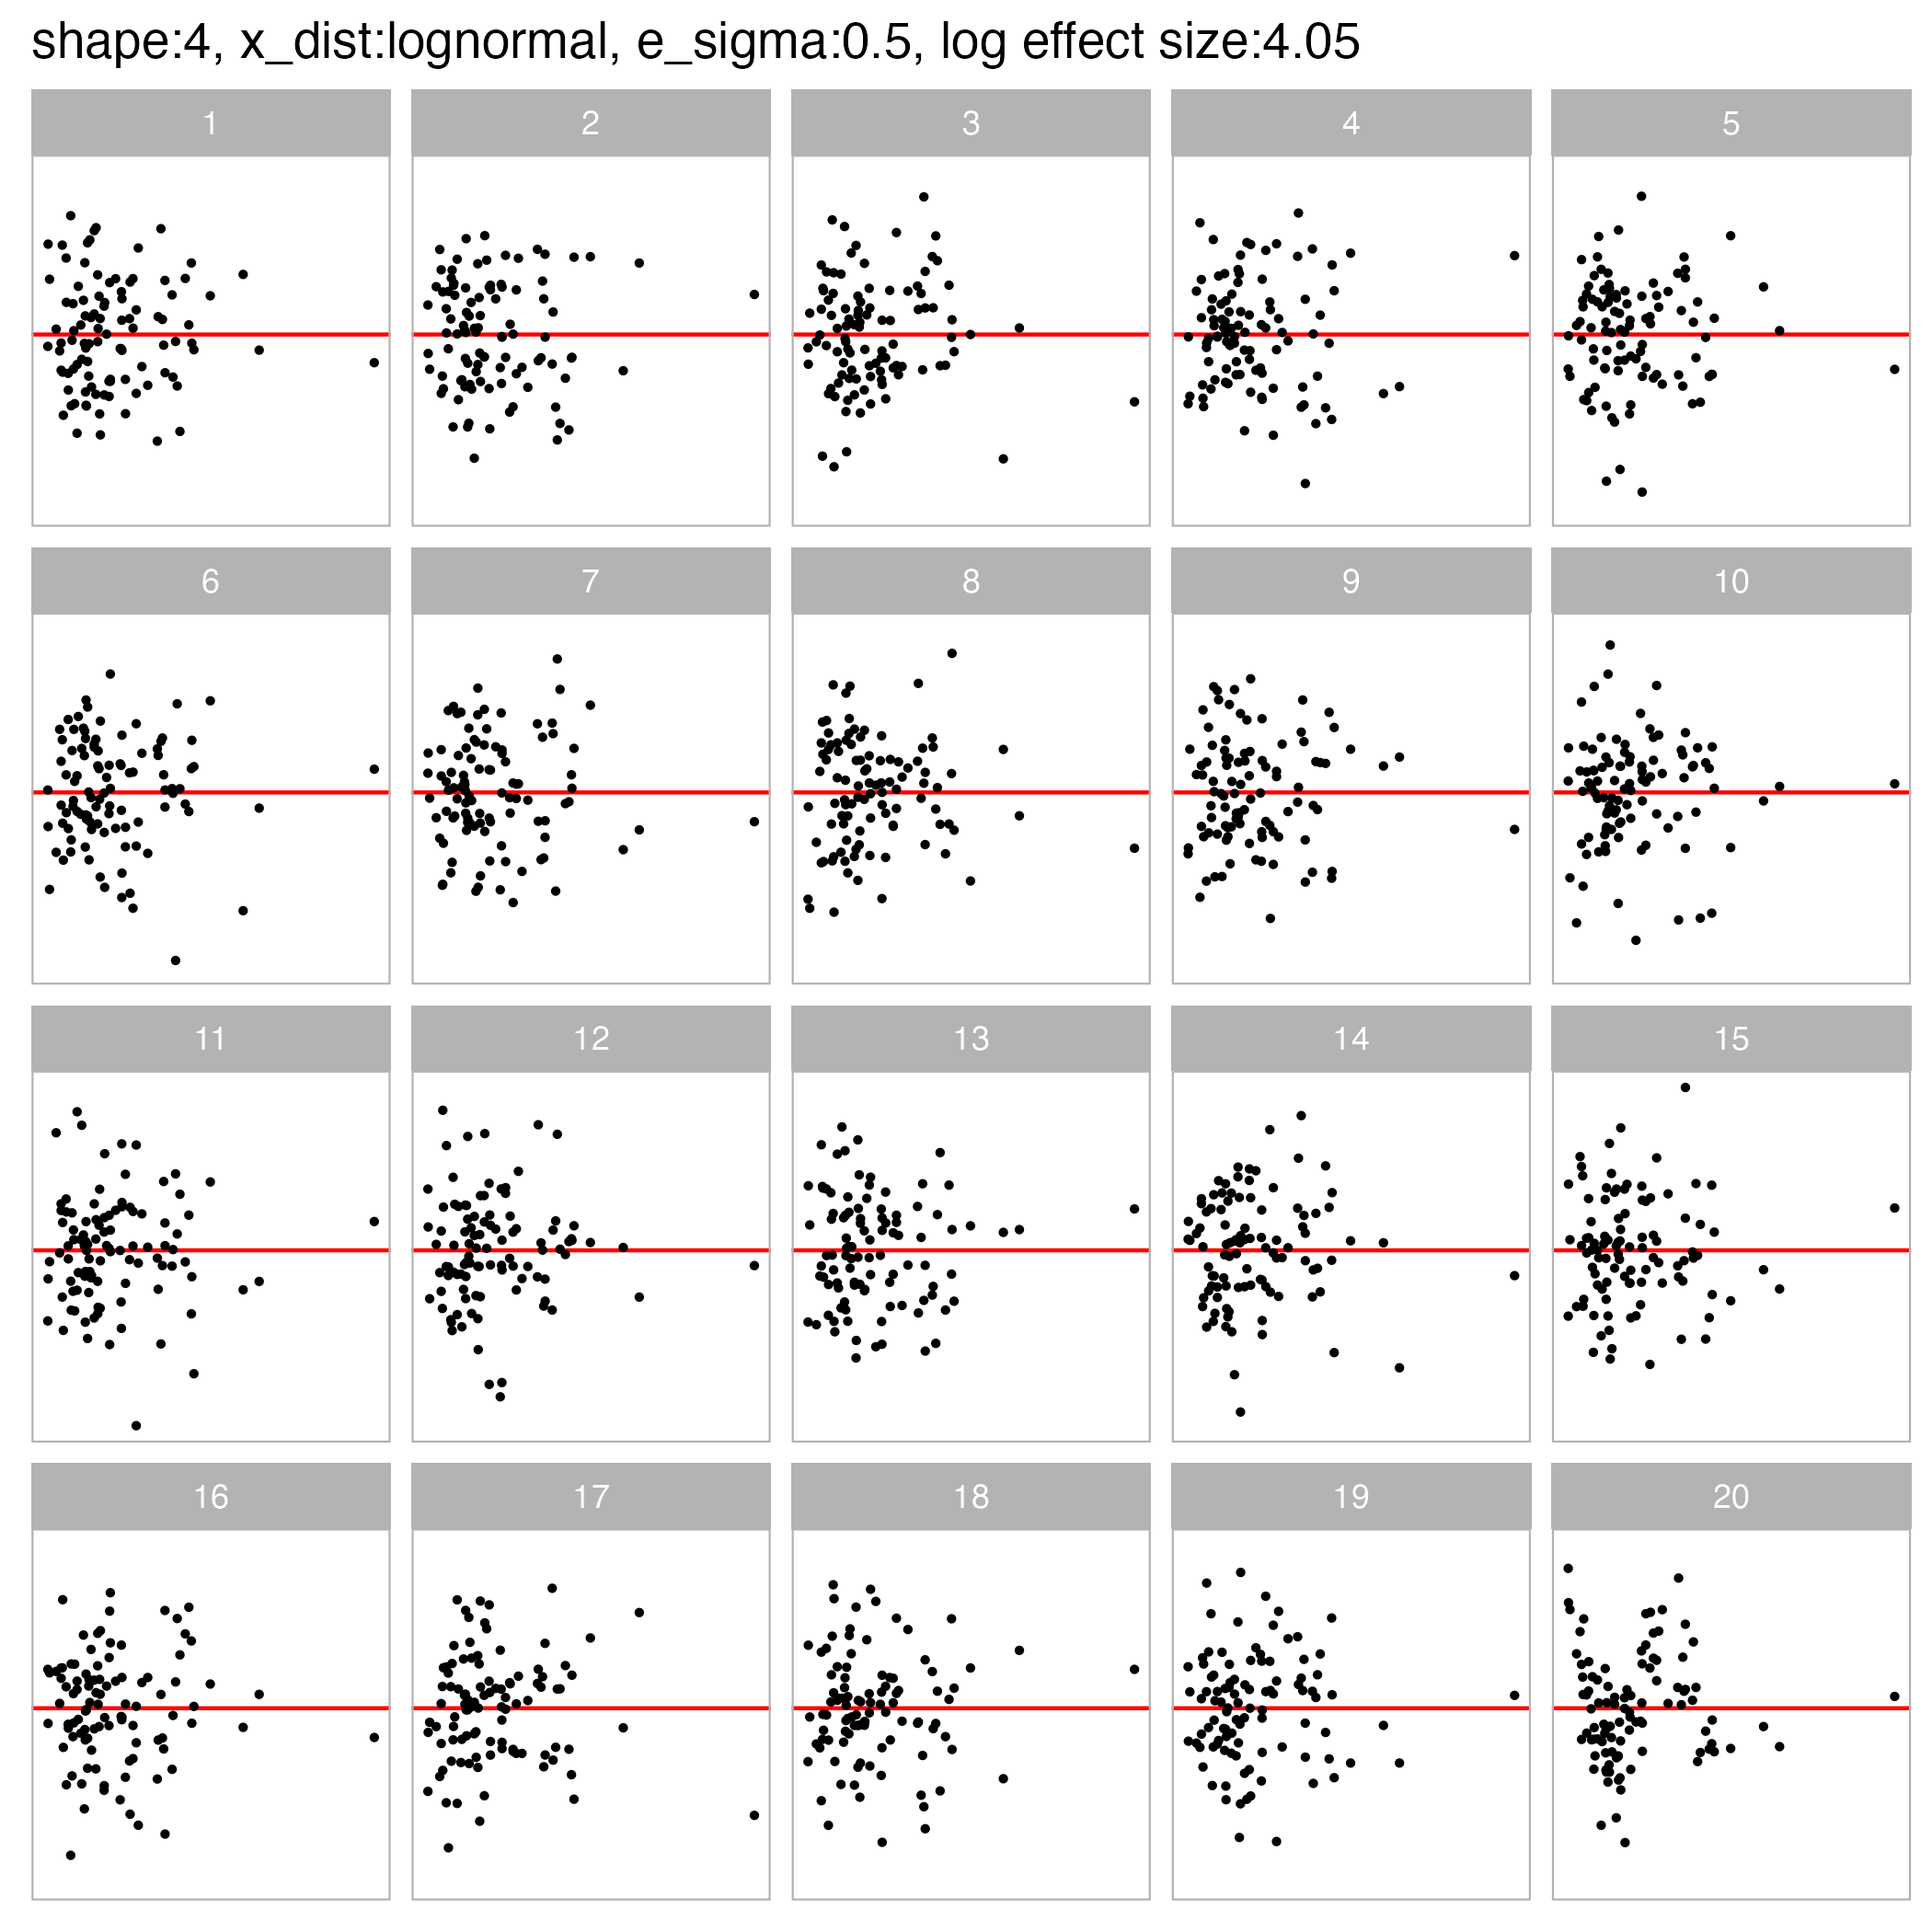 shape:4, x_dist:lognormal, e_sigma:0.5, log effect size:4.05
1 2 3 4 5
6 7 8 9 10
11 12 13 14 15
16 17 18 19 20